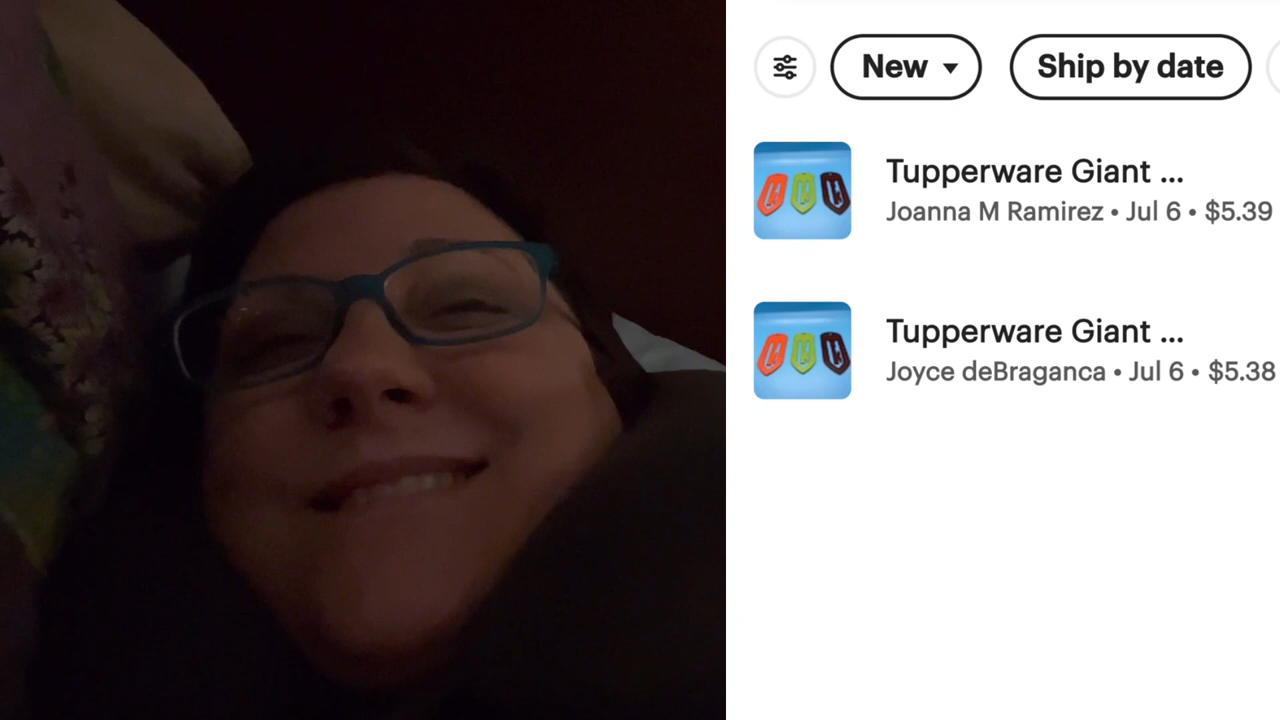 New
Ship by date
Tupperware Giant ...
Joanna M Ramirez • Jul 6 • $5.39
Tupperware Giant ...
Joyce deBraganca • Jul 6 • $5.38